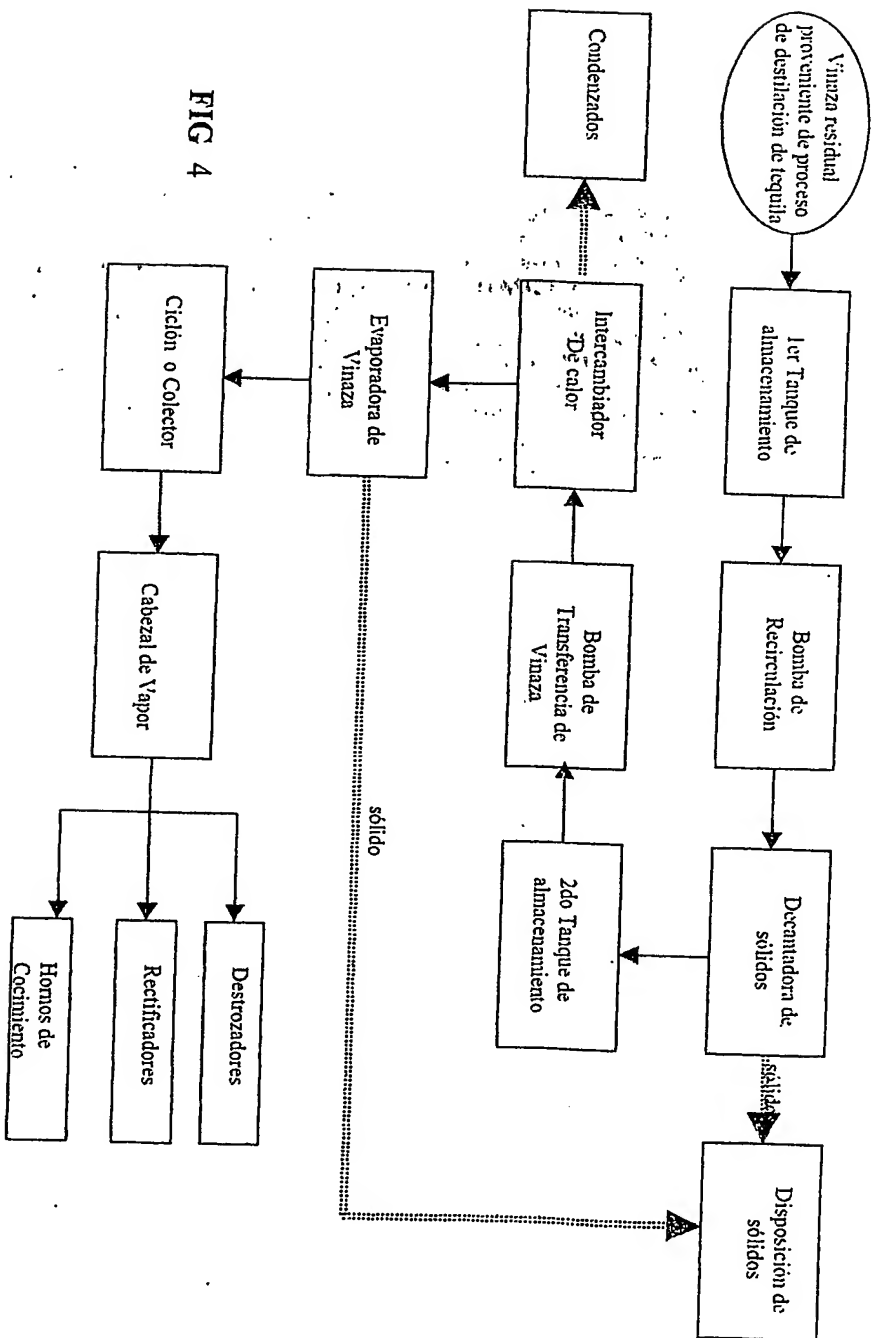 Vinaza residual
proveniente de proceso
de destilación de tequila
1er Tanque de
almacenamiento
Bomba de
Recirculación
Decantadora de
sólidos
sólido
Disposición de
sólidos
Condenzados
Intercambiador
De calor
Bomba de
Transferencia de
Vinaza
2do Tanque de
almacenamiento
Evaporadora de
Vinaza
sólido
Ciclón o Colector
Cabezal de Vapor
Destrozadores
Rectificadores
Hornos de
Cocimiento
FIG 4